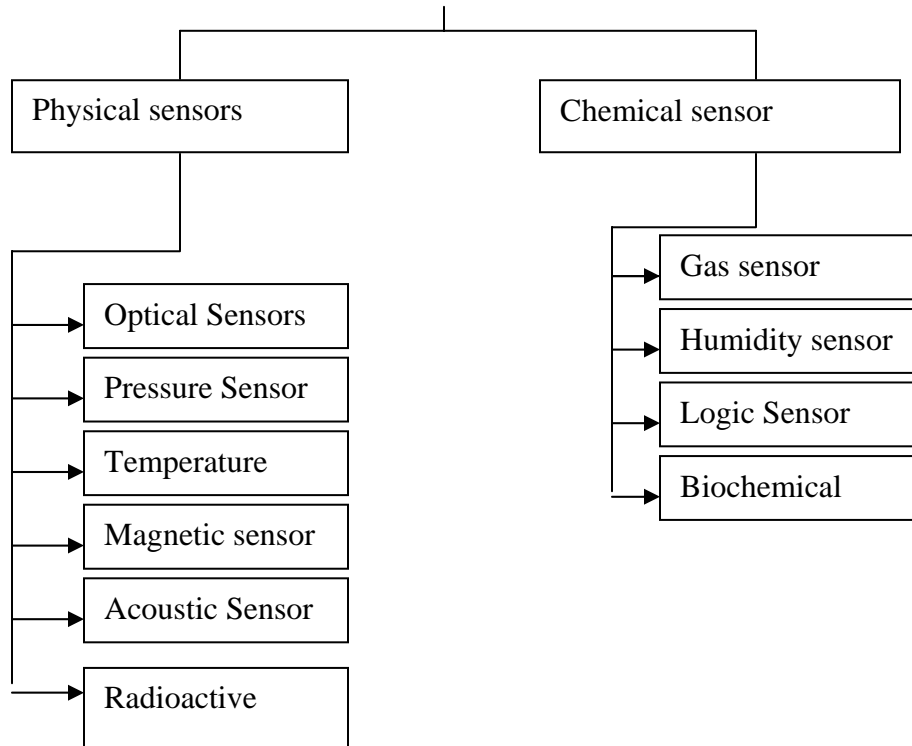 Physical sensors
Chemical sensor
Optical Sensors
Pressure Sensor
Temperature
Magnetic sensor
Acoustic Sensor
Radioactive
Gas sensor
Humidity sensor
Logic Sensor
Biochemical